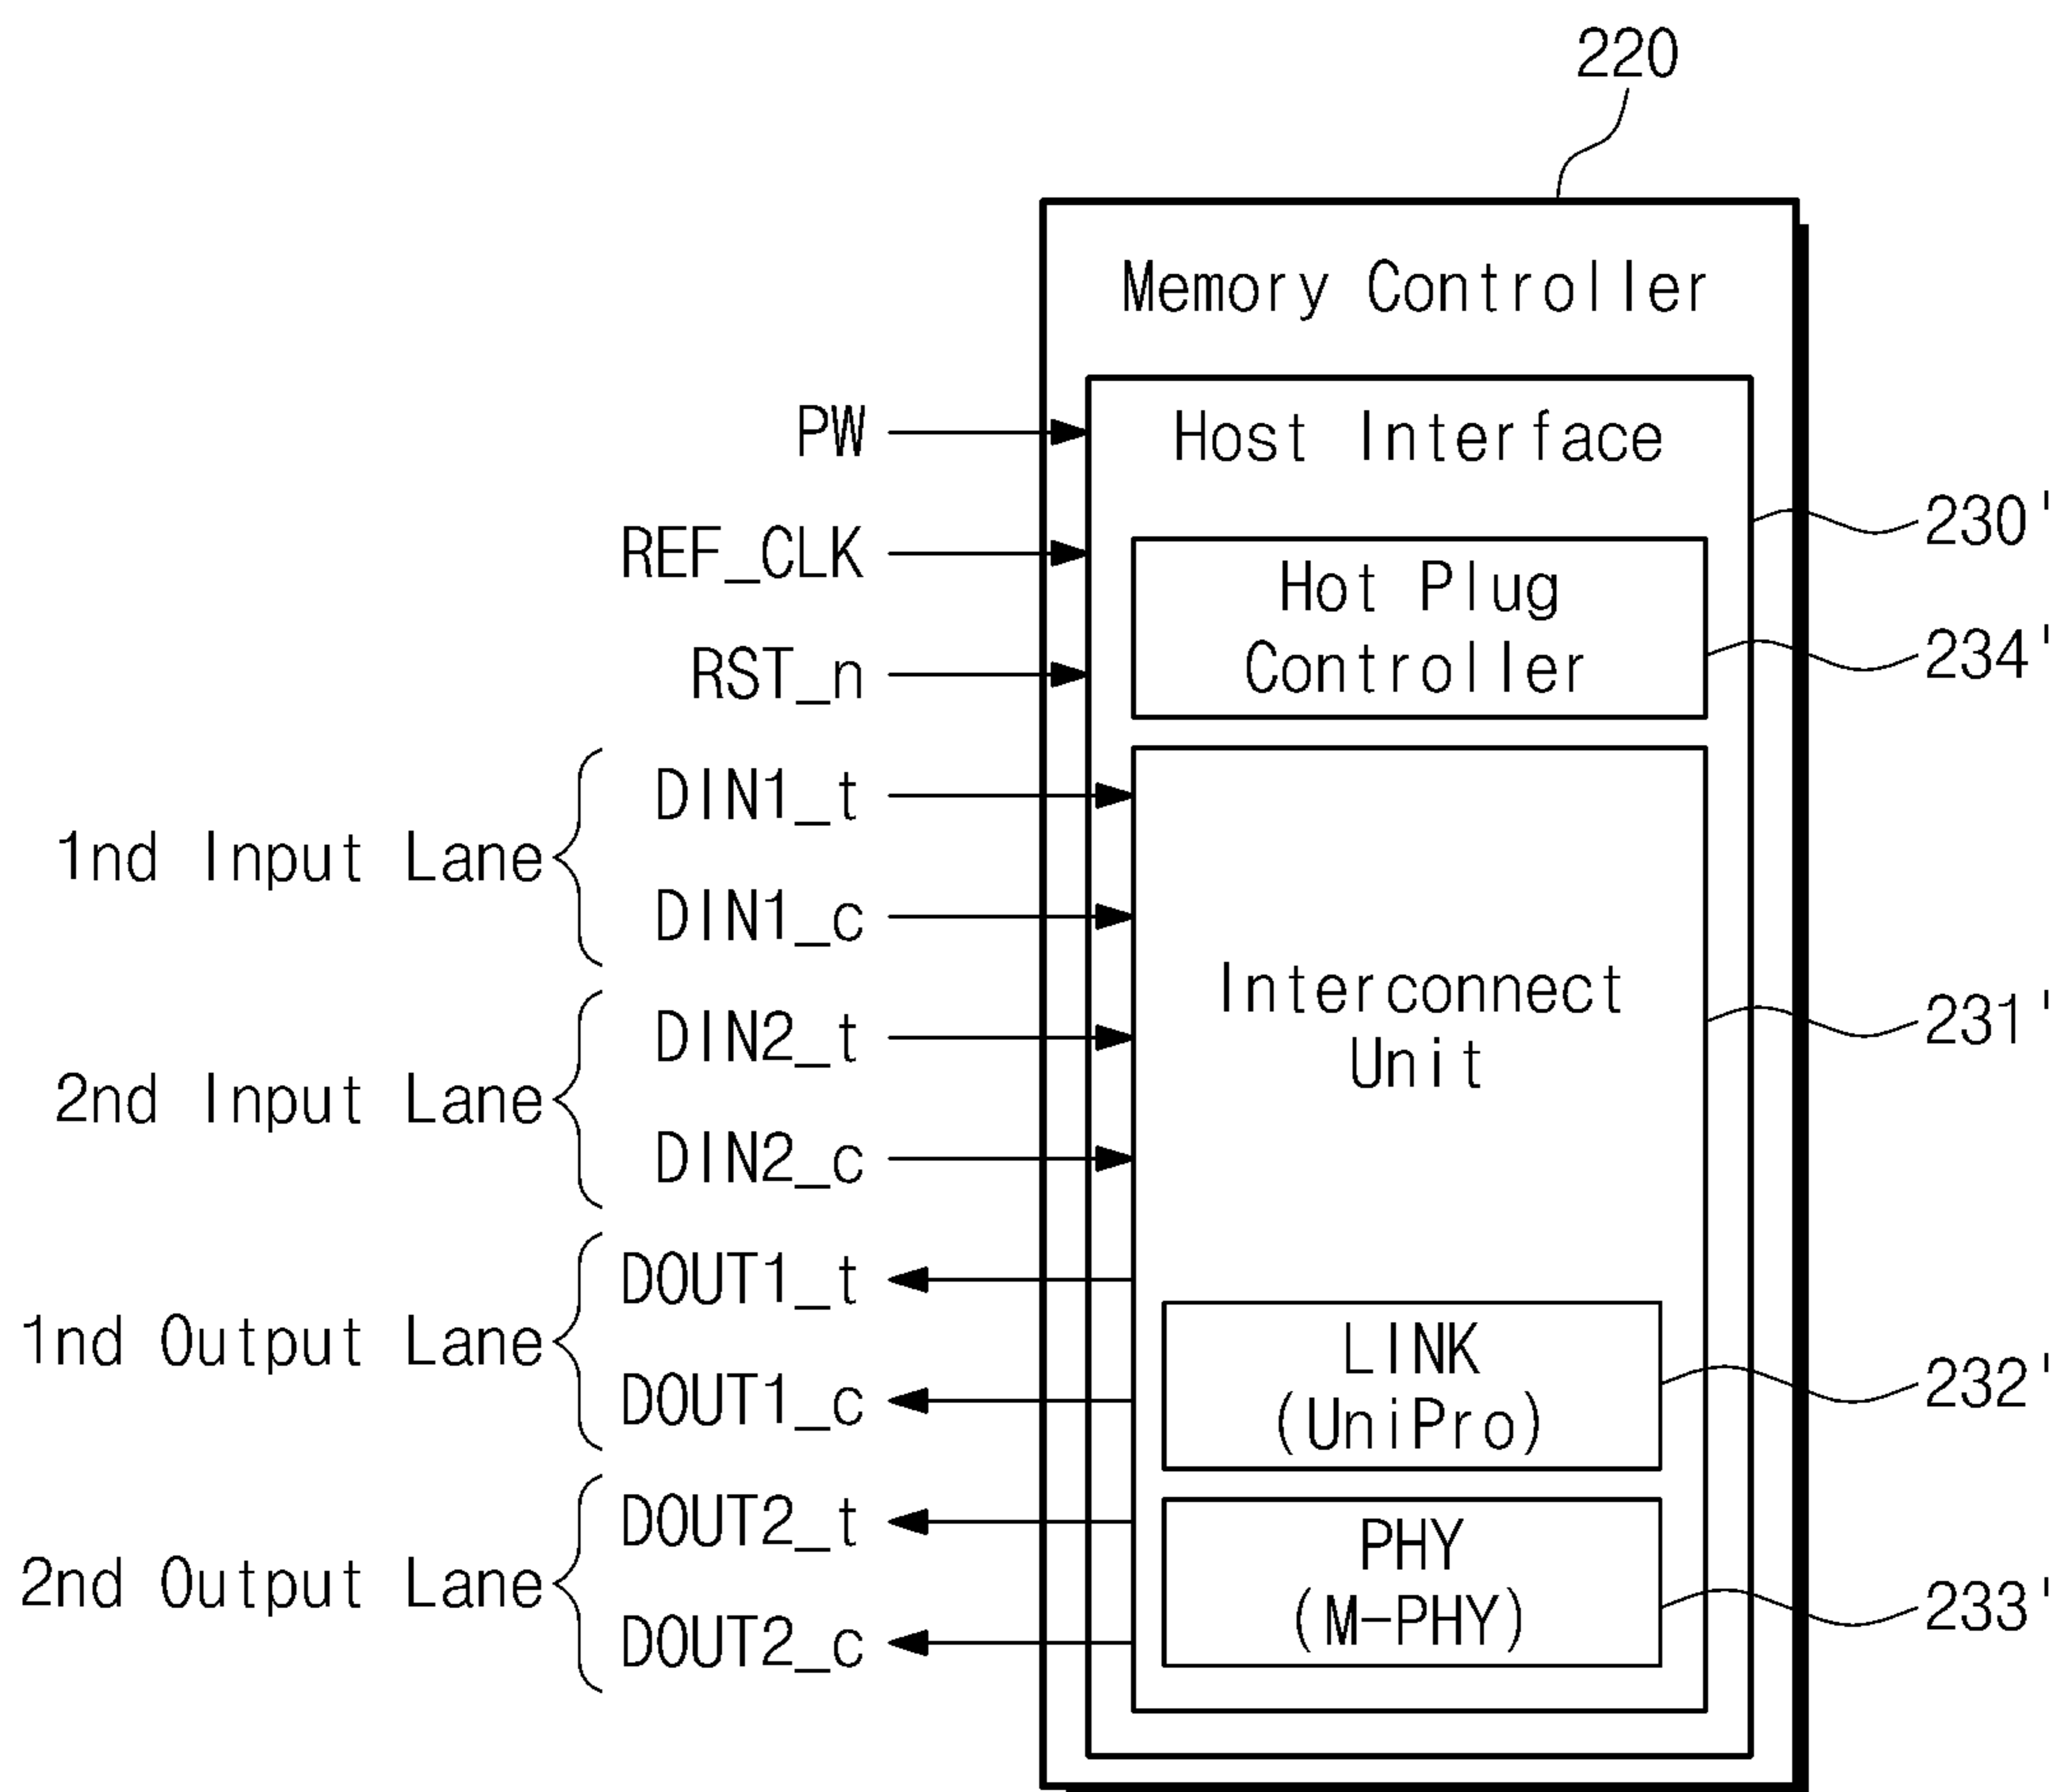 220
Memory Controller
PW
Host Interface
230'
REF_CLK
Hot Plug
Controller
234'
RST_n
DIN1_t
1nd Input Lane
DIN1_c
Interconnect
Unit
231'
DIN2_t
2nd Input Lane
DIN2_c
DOUT1_t
1nd Output Lane
DOUT1_c
LINK
(UniPro)
232'
DOUT2_t
2nd Output Lane
DOUT2_c
PHY
(M-PHY)
233'